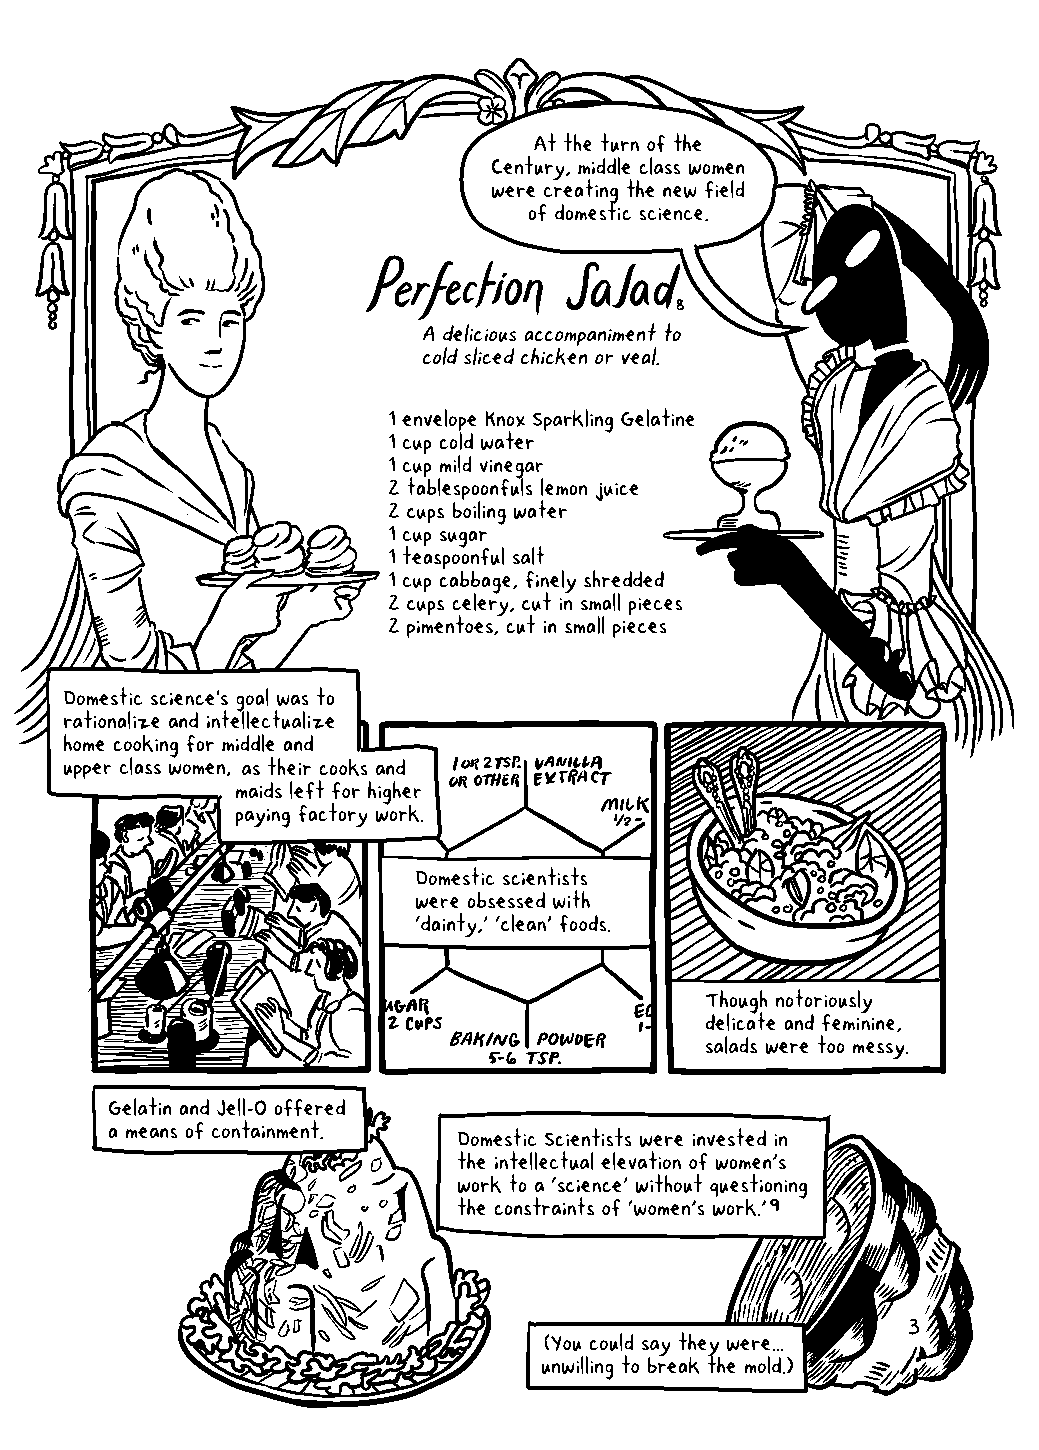 At the turn of the
Century, middle class women
were creating the new field
of domestic science.
Perfection Salad8
A delicious accompaniment to
cold sliced chicken or veal.
1 envelope Knox Sparkling Gelatine
1 cup cold water
1 cup mild vinegar
2 tablespoonfuls lemon juice
2 cups boiling water
1 cup sugar
1 teaspoonful salt
1 cup cabbage, finely shredded
2 cups celery, cut in small pieces
2 pimentoes, cut in small pieces
Domestic science's goal was to
rationalize and intellectualize
home cooking for middle and
upper class women, as their cooks and
maids left for higher
paying factory work.
1 OR 2 TSP. VANILLA
OR OTHER EXTRACT
MILK
1/2-
Domestic scientists
were obsessed with
'dainty,' 'clean' foods.
UGAR
2 CUPS
1-
BAKING POWDER
5-6 TSP.
Though notoriously
delicate and feminine,
salads were too messy.
Gelatin and Jell-O offered
a means of containment.
Domestic Scientists were invested in
the intellectual elevation of women's
work to a 'science' without questioning
the constraints of 'women's work.'9
(You could say they were...
unwilling to break the mold.)
3